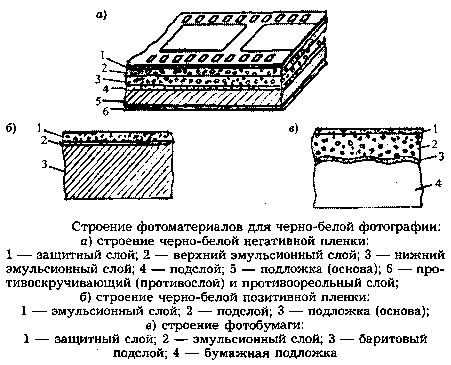 а)
1
2
3
4
5
6
б)
1
2
3
в)
1
2
3
4
Строение фотоматериалов для черно-белой фотографии:
а) строение черно-белой негативной пленки:
1 — защитный слой; 2 — верхний эмульсионный слой; 3 — нижний
эмульсионный слой; 4 — подслой; 5 — подложка (основа); 6 — про-
тивоскручивающий (противослой) и противоореольный слой;
б) строение черно-белой позитивной пленки:
1 — эмульсионный слой; 2 — подслой; 3 — подложка (основа);
в) строение фотобумаги:
1 — защитный слой; 2 — эмульсионный слой; 3 — баритовый
подслой; 4 — бумажная подложка